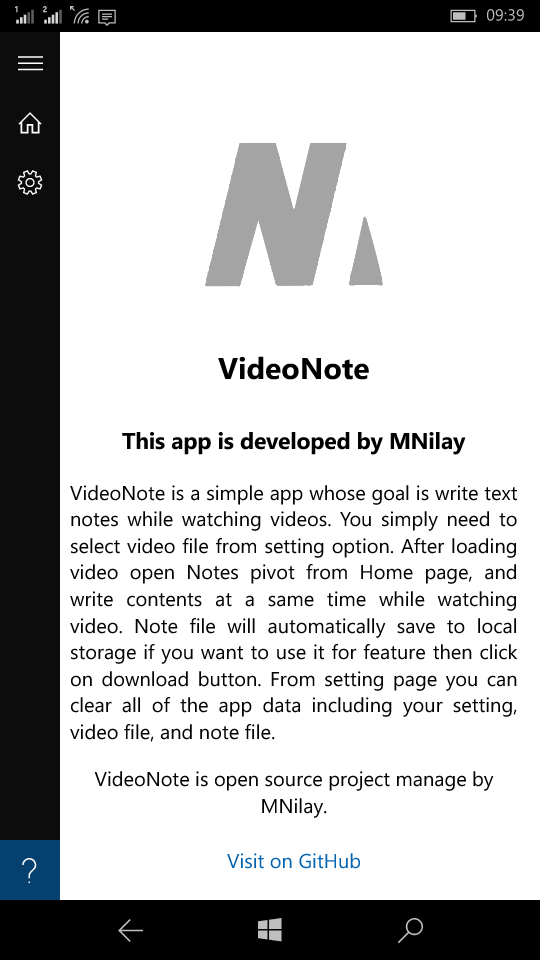 1 2 09:39
VideoNote
This app is developed by MNilay
VideoNote is a simple app whose goal is write text
notes while watching videos. You simply need to
select video file from setting option. After loading
video open Notes pivot from Home page, and
write contents at a same time while watching
video. Note file will automatically save to local
storage if you want to use it for feature then click
on download button. From setting page you can
clear all of the app data including your setting,
video file, and note file.
VideoNote is open source project manage by
MNilay.
Visit on GitHub
?